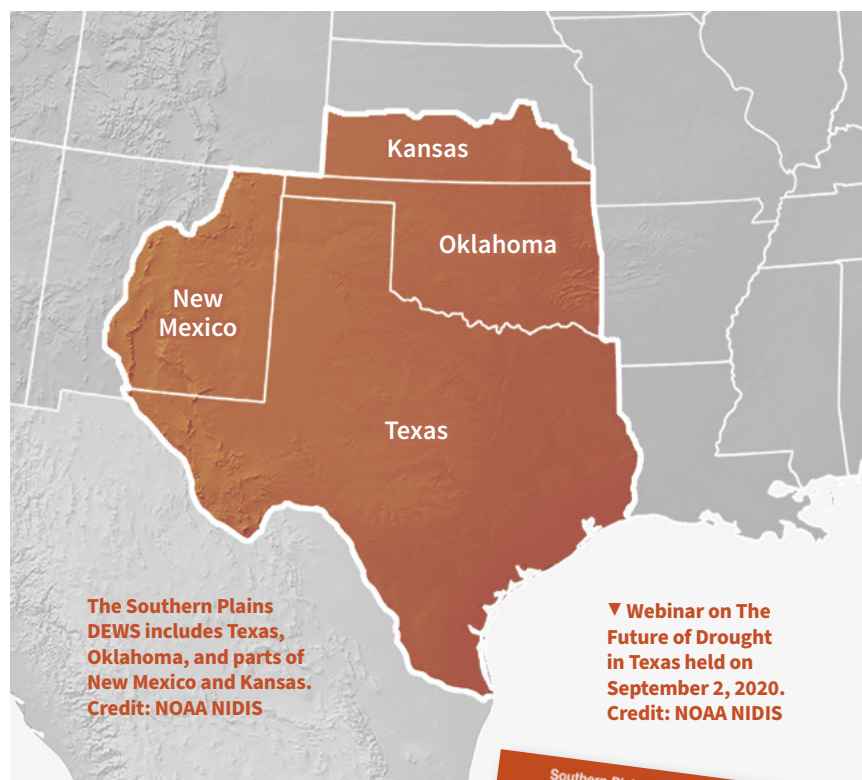 Kansas
Oklahoma
New
Mexico
Texas
The Southern Plains
DEWS includes Texas,
Oklahoma, and parts of
New Mexico and Kansas.
Credit: NOAA NIDIS
▼ Webinar on The
Future of Drought
in Texas held on
September 2, 2020.
Credit: NOAA NIDIS
Southern